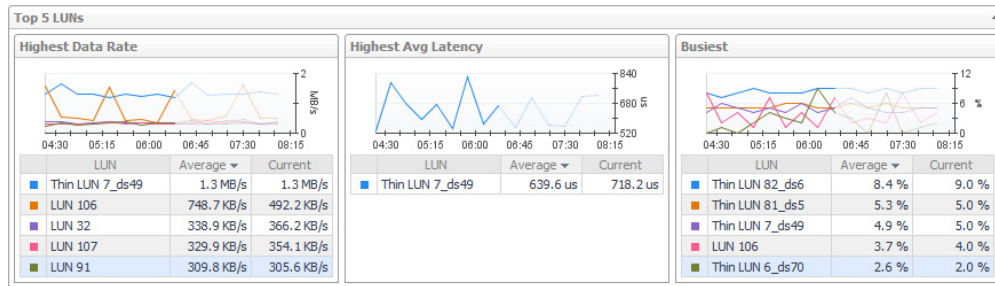 Top 5 LUNs
Highest Data Rate
2
MB/s
0
04:30 05:15 06:00 06:45 07:30 08:15
LUN Average Current
Thin LUN 7_ds49 1.3 MB/s 1.3 MB/s
LUN 106 748.7 KB/s 492.2 KB/s
LUN 32 338.9 KB/s 366.2 KB/s
LUN 107 329.9 KB/s 354.1 KB/s
LUN 91 309.8 KB/s 305.6 KB/s
Highest Avg Latency
840
680
us
520
04:30 05:15 06:00 06:45 07:30 08:15
LUN Average Current
Thin LUN 7_ds49 639.6 us 718.2 us
Busiest
12
6
%
0
04:30 05:15 06:00 06:45 07:30 08:15
LUN Average Current
Thin LUN 82_ds6 8.4 % 9.0 %
Thin LUN 81_ds5 5.3 % 5.0 %
Thin LUN 7_ds49 4.9 % 5.0 %
LUN 106 3.7 % 4.0 %
Thin LUN 6_ds70 2.6 % 2.0 %